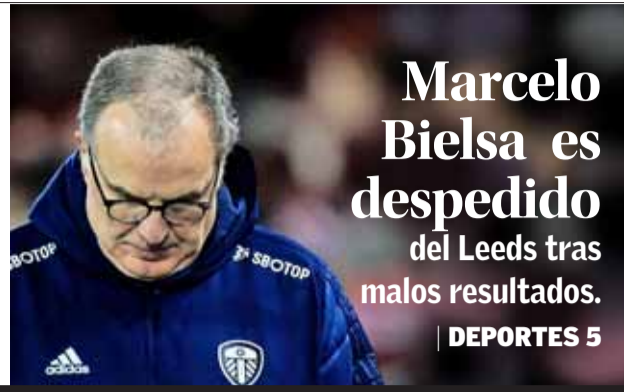 Marcelo
Bielsa es
despedido
del Leeds tras
malos resultados.
| DEPORTES 5
SBOTOP
SBOTOP
adidas